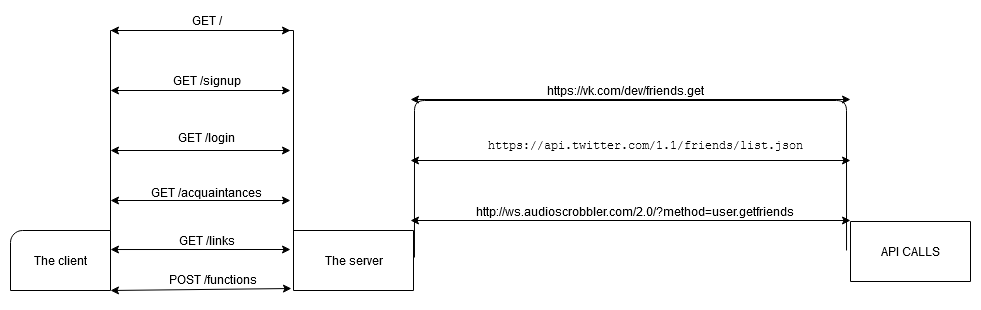 GET /
GET /signup
https://vk.com/dev/friends.get
GET /login
https://api.twitter.com/1.1/friends/list.json
GET /acquaintances
http://ws.audioscrobbler.com/2.0/?method=user.getfriends
GET /links
The client
The server
API CALLS
POST /functions